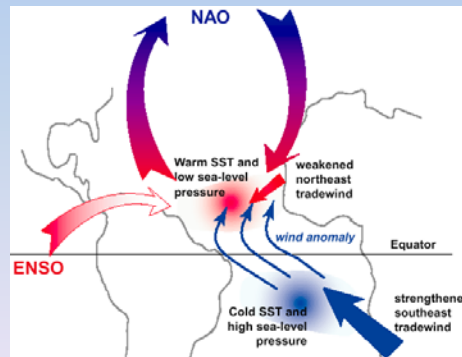 NAO
Warm SST and
low sea-level
pressure
weakened
northeast
tradewind
wind anomaly
Equator
ENSO
Cold SST and
high sea-level
pressure
strengthene
southeast
tradewind